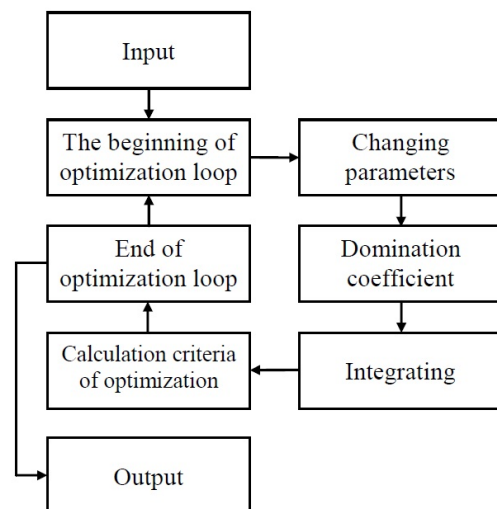 Input
The beginning of
optimization loop
Changing
parameters
End of
optimization loop
Domination
coefficient
Calculation criteria
of optimization
Integrating
Output